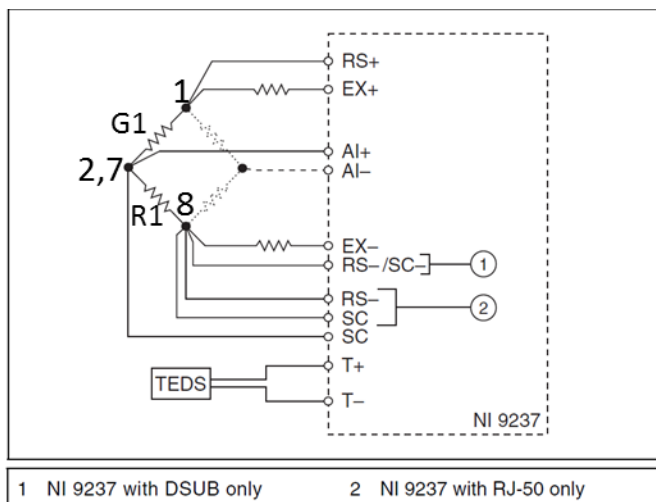 RS+
1
EX+
G1
AI+
2,7
AI–
R1
8
EX–
RS– /SC–
1
RS–
2
SC
SC
T+
TEDS
T–
NI 9237
1 NI 9237 with DSUB only 2 NI 9237 with RJ-50 only